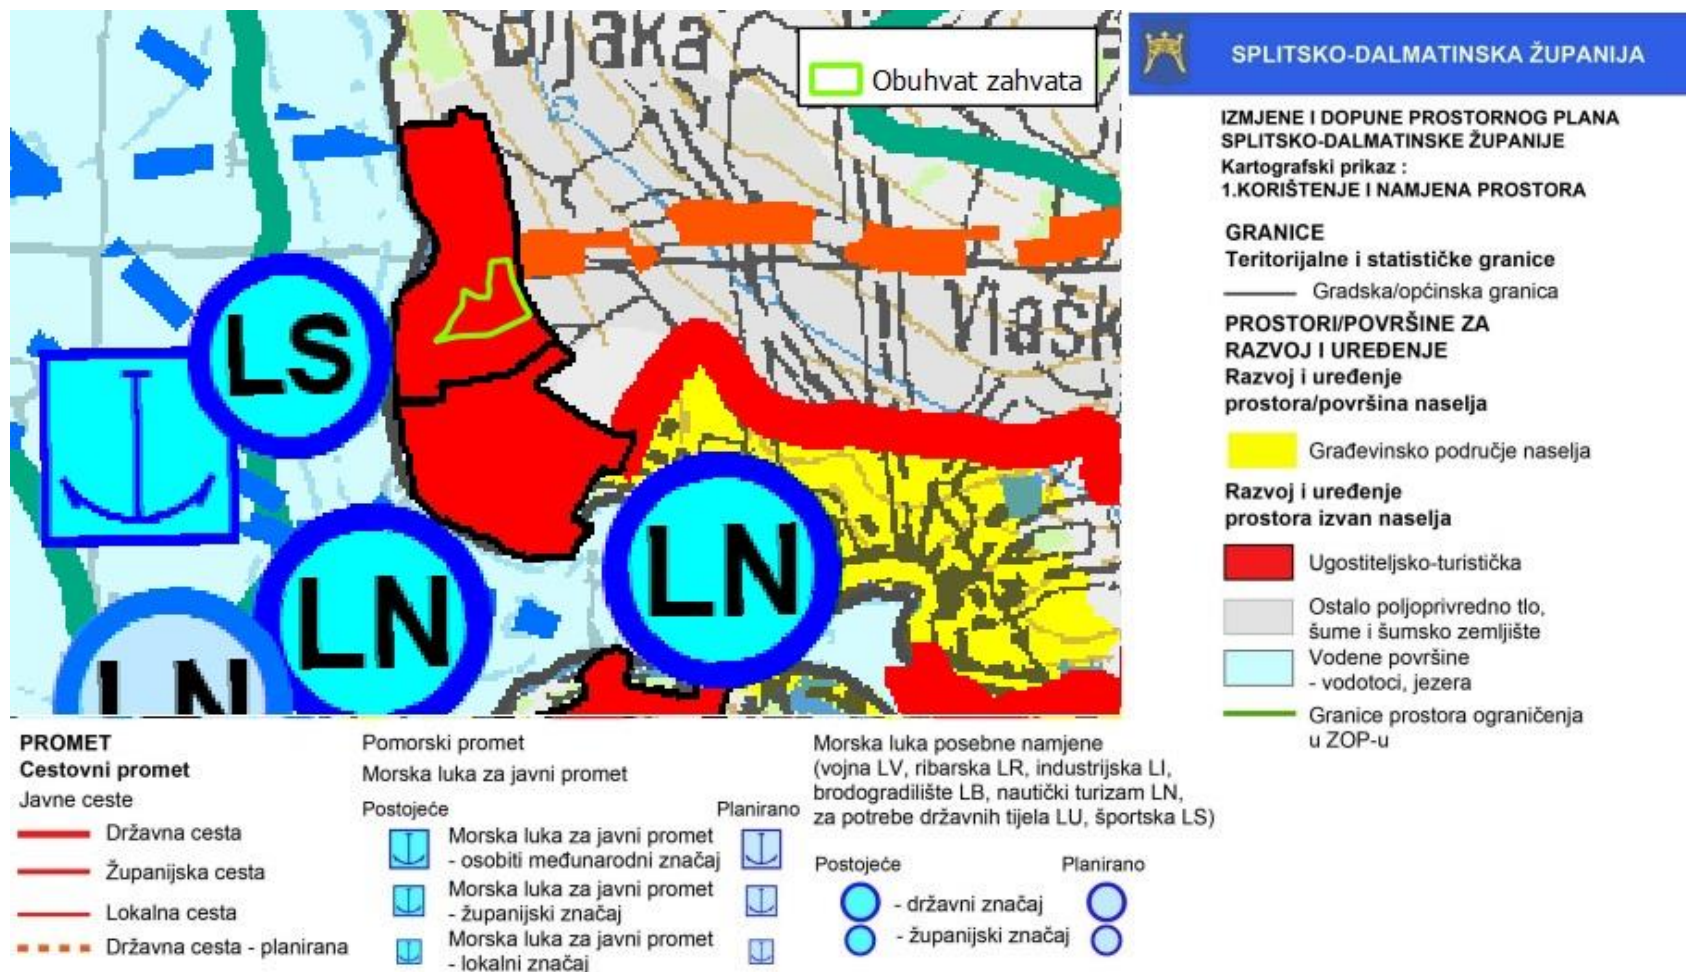 Obuhvat zahvata
LS
LN
LN
LN
SPLITSKO-DALMATINSKA ŽUPANIJA
IZMJENE I DOPUNE PROSTORNOG PLANA
SPLITSKO-DALMATINSKE ŽUPANIJE
Kartografski prikaz :
1.KORIŠTENJE I NAMJENA PROSTORA
GRANICE
Teritorijalne i statističke granice
Gradska/općinska granica
PROSTORI/POVRŠINE ZA
RAZVOJ I UREĐENJE
Razvoj i uređenje
prostora/površina naselja
Građevinsko područje naselja
Razvoj i uređenje
prostora izvan naselja
Ugostiteljsko-turistička
Ostalo poljoprivredno tlo,
šume i šumsko zemljište
Vodene površine
- vodotoci, jezera
Granice prostora ograničenja
u ZOP-u
PROMET
Cestovni promet
Javne ceste
Državna cesta
Županijska cesta
Lokalna cesta
Državna cesta - planirana
Pomorski promet
Morska luka za javni promet
Postojeće Planirano
Morska luka za javni promet
- osobiti međunarodni značaj
Morska luka za javni promet
- županijski značaj
Morska luka za javni promet
- lokalni značaj
Morska luka posebne namjene
(vojna LV, ribarska LR, industrijska LI,
brodogradilište LB, nautički turizam LN,
za potrebe državnih tijela LU, športska LS)
Postojeće Planirano
- državni značaj
- županijski značaj